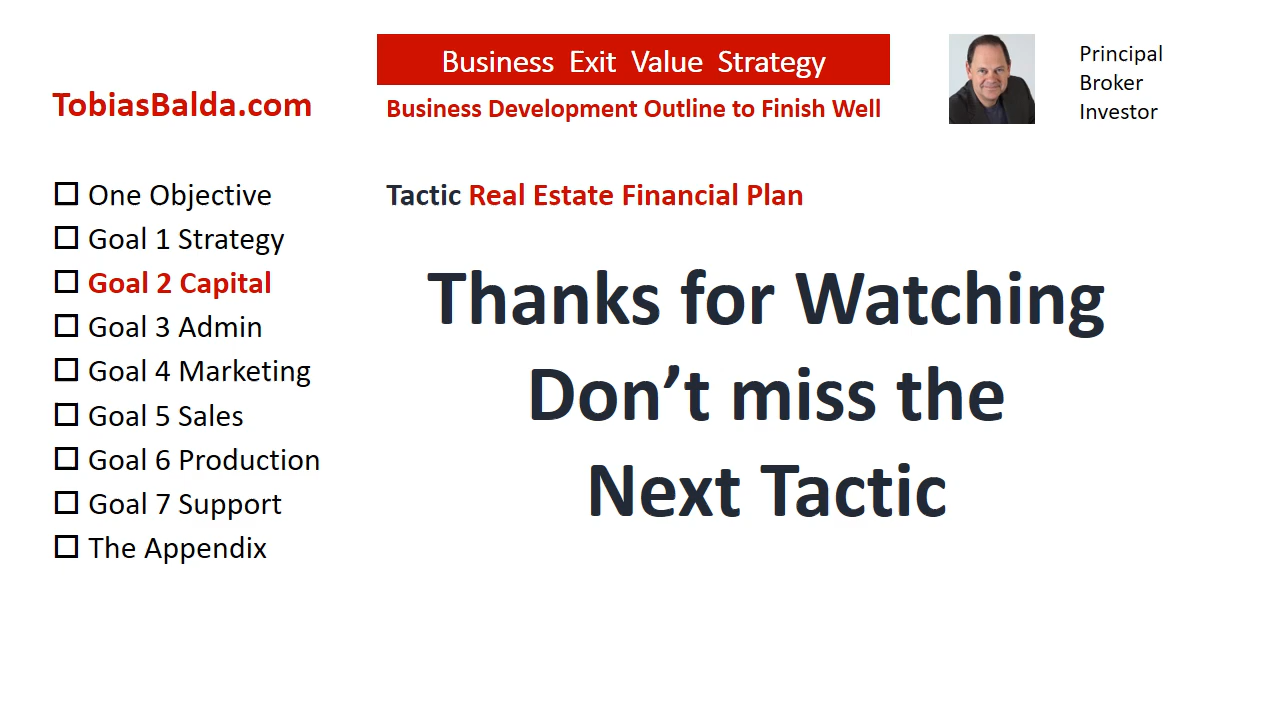 Business Exit Value Strategy
TobiasBalda.com
Business Development Outline to Finish Well
Principal
Broker
Investor
One Objective
Goal 1 Strategy
Goal 2 Capital
Goal 3 Admin
Goal 4 Marketing
Goal 5 Sales
Goal 6 Production
Goal 7 Support
The Appendix
Tactic Real Estate Financial Plan
Thanks for Watching
Don’t miss the
Next Tactic